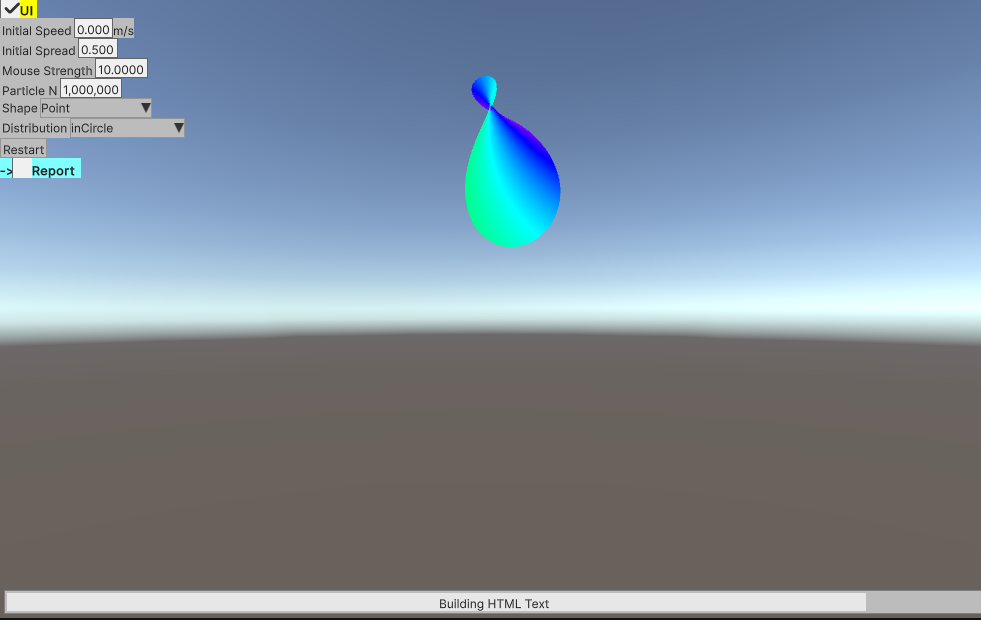 UI
Initial Speed 0.000 m/s
Initial Spread 0.500
Mouse Strength 10.0000
Particle N 1,000,000
Shape Point
Distribution inCircle
Restart
-> Report
Building HTML Text